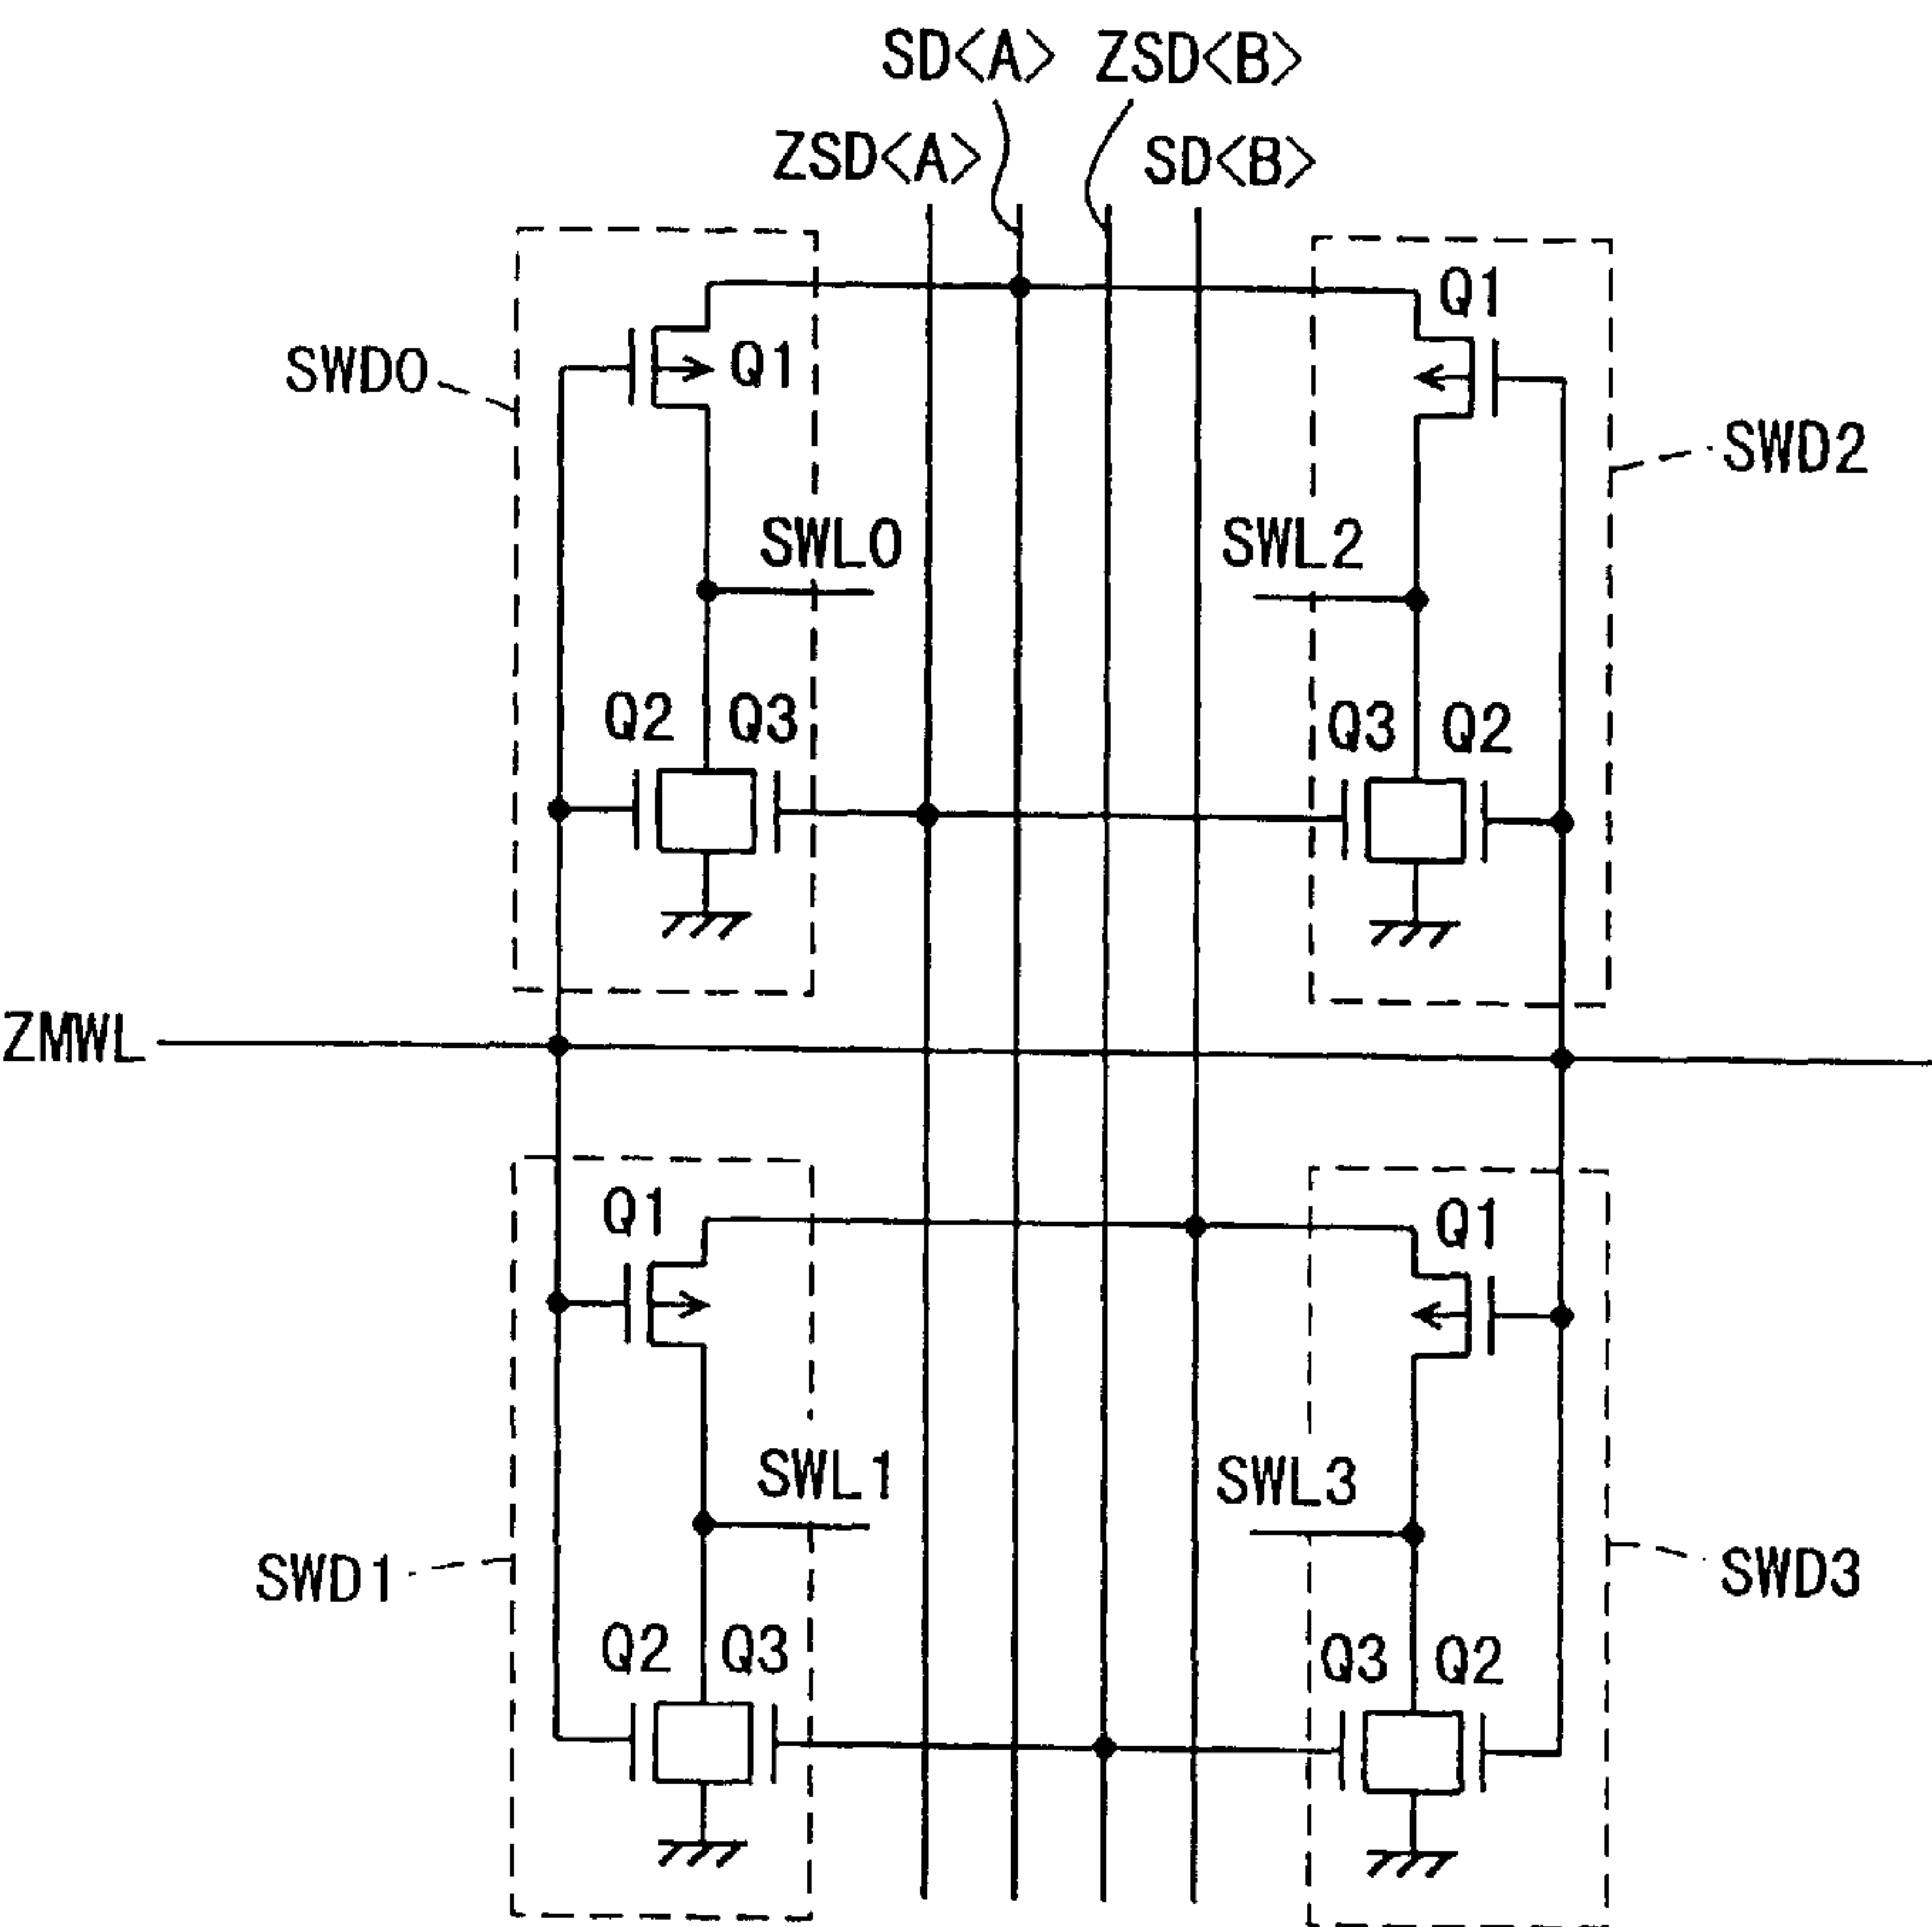 SD<A> ZSD<B>
ZSD<A> SD<B>
Q1
SWD0 Q1
SWD2
SWL0 SWL2
Q2 Q3 Q3 Q2
ZMWL
Q1 Q1
SWL1 SWL3
SWD1 SWD3
Q2 Q3 Q3 Q2